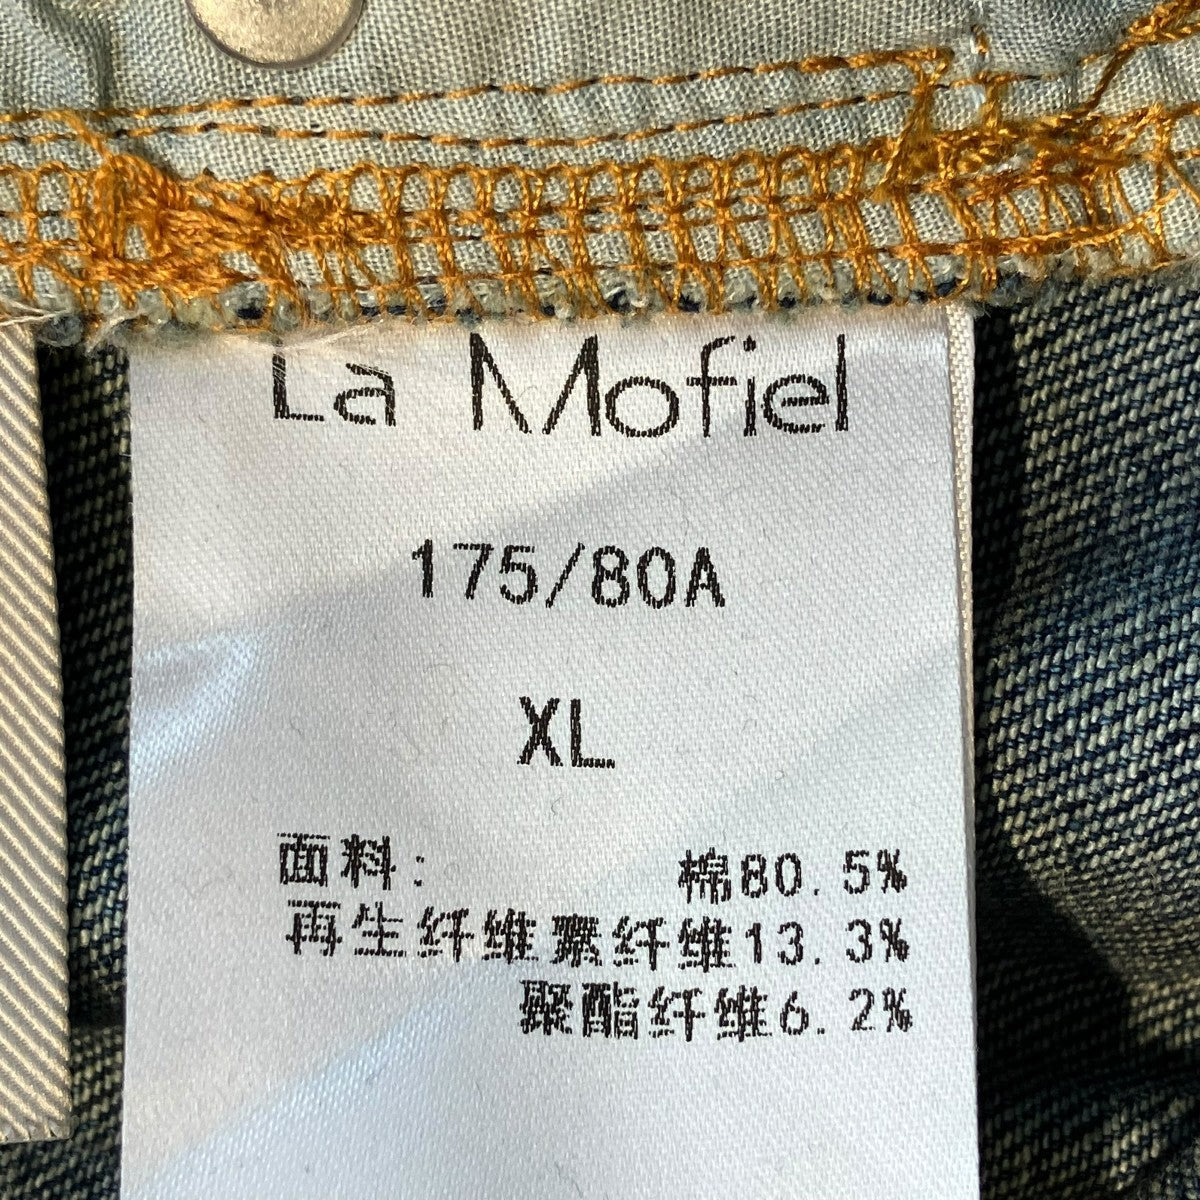 La Mofiel
175/80A
XL
面料: 棉80.5%
再生纤维素纤维13.3%
聚酯纤维6.2%